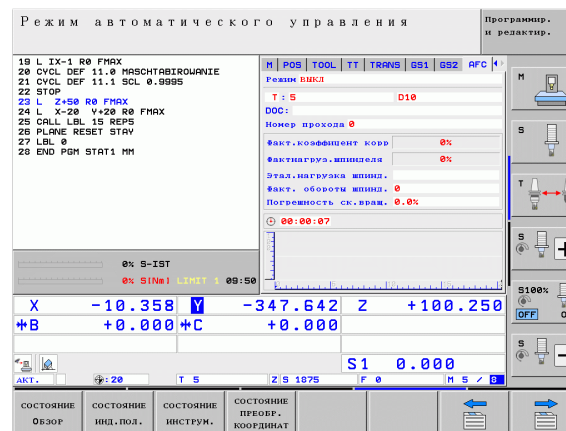 Режим автоматического управления
Программир.
и редактир.
19 L IX-1 R0 FMAX
20 CYCL DEF 11.0 MASCHTABIROWANIE
21 CYCL DEF 11.1 SCL 0.9995
22 STOP
23 L Z+50 R0 FMAX
24 L X-20 Y+20 R0 FMAX
25 CALL LBL 15 REP5
26 PLANE RESET STAY
27 LBL 0
28 END PGM STAT1 MM
M POS TOOL TT TRANS GS1 GS2 AFC
Режим ВЫКЛ
T : 5 D10
DOC:
Номер прохода 0
Факт.коэффицент корр 0%
Фактнагруз.шпинделя 0%
Этал.нагрузка шпинд.
Факт. обороты шпинд. 0
Погрешность ск.вращ. 0.0%
00:00:07
0% S-IST
0% S[Nm] LIMIT 1 09:50
X -10.358 Y -347.642 Z +100.250
B +0.000 C +0.000
S1 0.000
АКТ. : 20 T 5 Z S 1875 F 0 M 5 / 8
M
S
T
S
S100%
OFF
S
СОСТОЯНИЕ
ОБЗОР
СОСТОЯНИЕ
ИНД.ПОЛ.
СОСТОЯНИЕ
ИНСТРУМ.
СОСТОЯНИЕ
ПРЕОБР.
КООРДИНАТ